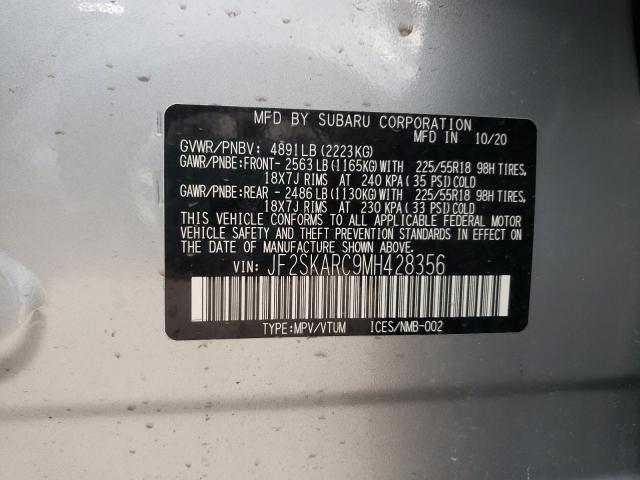 MFD BY SUBARU CORPORATION
MFD IN 10/20
GVWR/PNBV: 4891LB(2223KG)
GAWR/PNBE:FRONT- 2563LB(1165KG)WITH 225/55R18 98H TIRES,
18X7J RIMS AT 240 KPA(35 PSI)COLD
GAWR/PNBE:REAR - 2486LB(1130KG)WITH 225/55R18 98H TIRES,
18X7J RIMS AT 230 KPA(33 PSI)COLD
THIS VEHICLE CONFORMS TO ALL APPLICABLE FEDERAL MOTOR
VEHICLE SAFETY AND THEFT PREVENTION STANDARDS IN EFFECT ON
THE DATE OF MANUFACTURE SHOWN ABOVE.
VIN: JF2SKARC9MH428356
TYPE:MPV/VTUM ICES/NMB-002